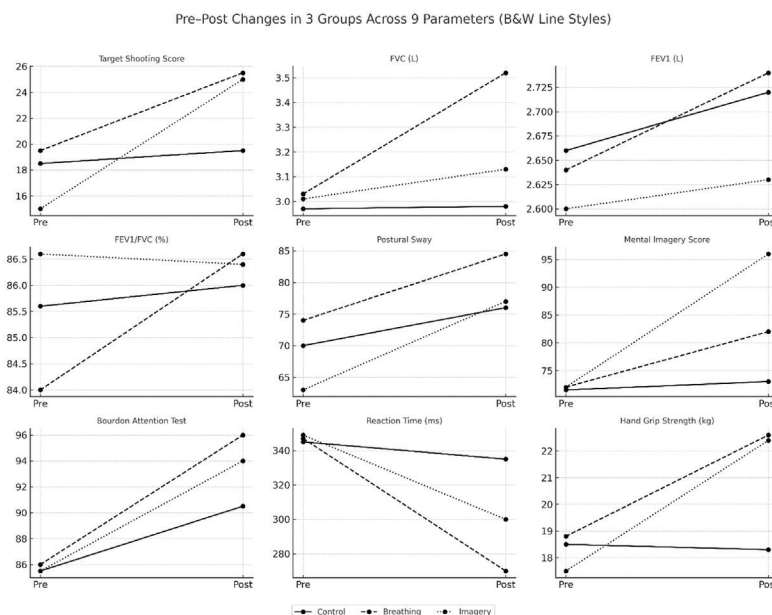 Pre–Post Changes in 3 Groups Across 9 Parameters (B&W Line Styles)
Target Shooting Score
26
24
22
20
18
16
Pre
Post
FVC (L)
3.5
3.4
3.3
3.2
3.1
3.0
Pre
Post
FEV1 (L)
2.725
2.700
2.675
2.650
2.625
2.600
Pre
Post
FEV1/FVC (%)
86.5
86.0
85.5
85.0
84.5
84.0
Pre
Post
Postural Sway
85
80
75
70
65
Pre
Post
Mental Imagery Score
95
90
85
80
75
Pre
Post
Bourdon Attention Test
96
94
92
90
88
86
Pre
Post
Reaction Time (ms)
340
320
300
280
Pre
Post
Hand Grip Strength (kg)
22
21
20
19
18
Pre
Post
Control Breathing Imagery